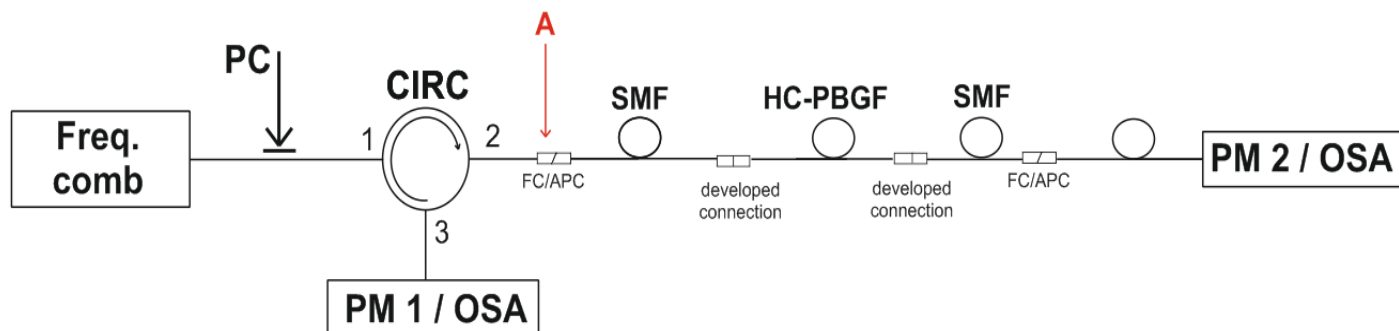 A
PC
CIRC
SMF
HC-PBGF
SMF
Freq.
comb
1
2
3
FC/APC
developed
connection
developed
connection
FC/APC
PM 2 / OSA
PM 1 / OSA